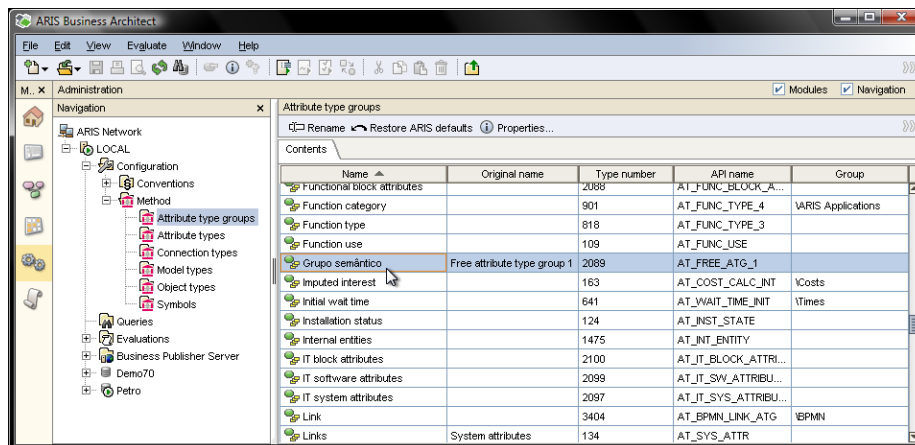 ARIS Business Architect
File Edit View Evaluate Window Help
M.. X Administration Modules Navigation
Navigation x
ARIS Network
LOCAL
Configuration
Conventions
Method
Attribute type groups
Attribute types
Connection types
Model types
Object types
Symbols
Queries
Evaluations
Business Publisher Server
Demo70
Petro
Attribute type groups
Rename Restore ARIS defaults Properties...
Contents
Name Original name Type number API name Group
Functional block attributes 2088 AT_FUNC_BLOCK_A...
Function category 901 AT_FUNC_TYPE_4 \ARIS Applications
Function type 818 AT_FUNC_TYPE_3
Function use 109 AT_FUNC_USE
Grupo semântico Free attribute type group 1 2089 AT_FREE_ATG_1
Imputed interest 163 AT_COST_CALC_INT \Costs
Initial wait time 641 AT_WAIT_TIME_INIT \Times
Installation status 124 AT_INST_STATE
Internal entities 1475 AT_INT_ENTITY
IT block attributes 2100 AT_IT_BLOCK_ATTRI...
IT software attributes 2099 AT_IT_SW_ATTRIBU...
IT system attributes 2097 AT_IT_SYS_ATTRIBU...
Link 3404 AT_BPMN_LINK_ATG \BPMN
Links System attributes 134 AT_SYS_ATTR